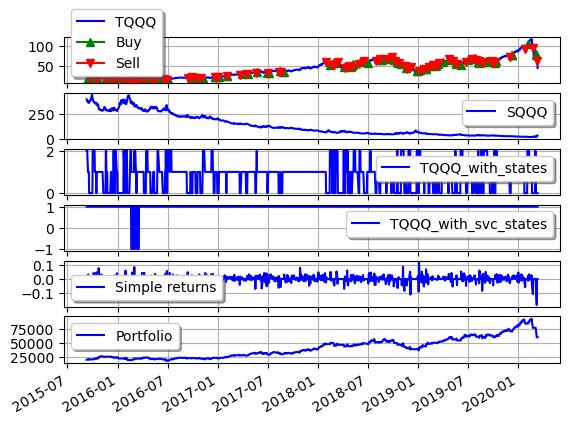 TQQQ
Buy
Sell
100
50
SQQQ
250
0
TQQQ_with_states
2
0
TQQQ_with_svc_states
1
0
−1
Simple returns
0.1
0.0
−0.1
Portfolio
75000
50000
25000
2015-07 2016-01 2016-07 2017-01 2017-07 2018-01 2018-07 2019-01 2019-07 2020-01